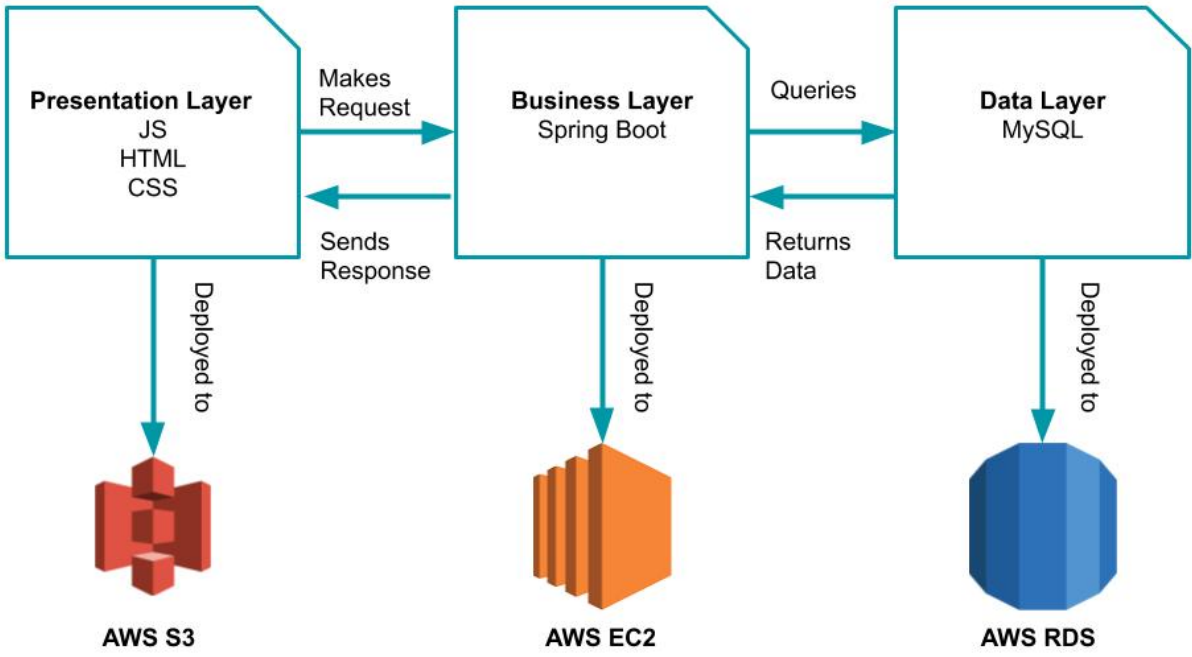 Presentation Layer
JS
HTML
CSS
Makes
Request
Sends
Response
Business Layer
Spring Boot
Queries
Returns
Data
Data Layer
MySQL
Deployed to
Deployed to
Deployed to
AWS S3
AWS EC2
AWS RDS